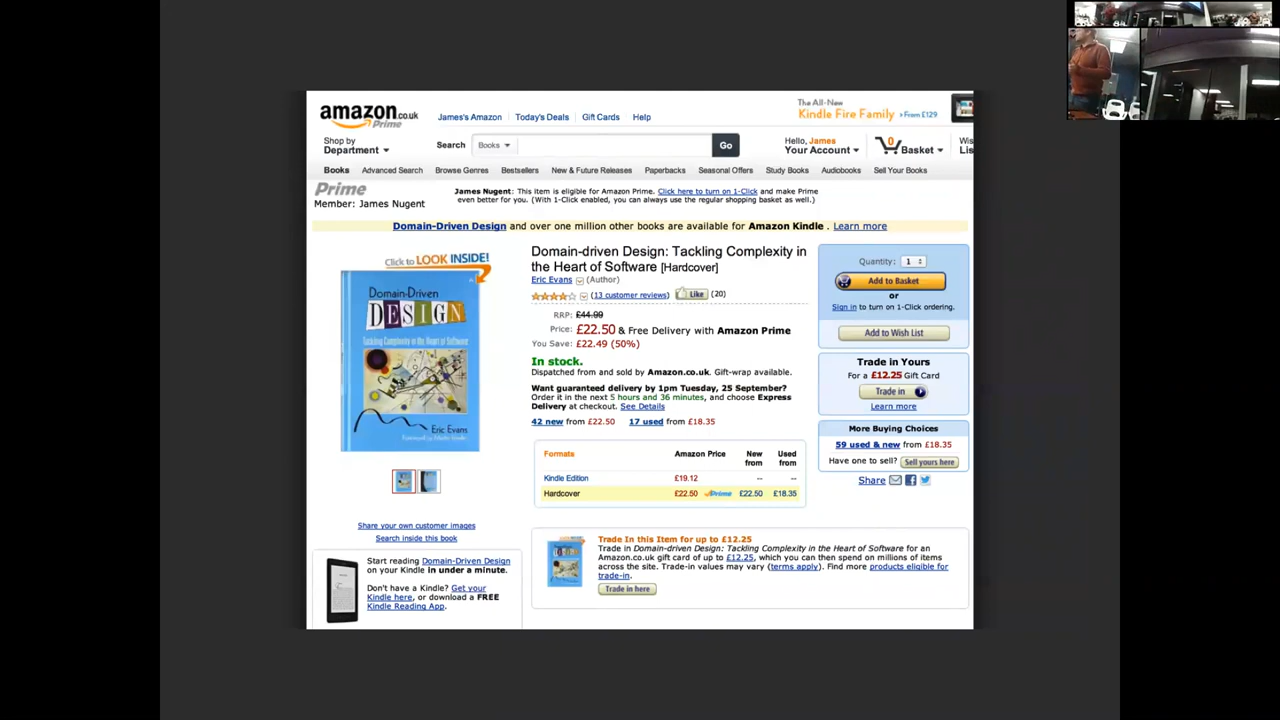 amazon.co.uk
Prime
James's Amazon Today's Deals Gift Cards Help
The All-New
Kindle Fire Family > From £129
Shop by
Department
Search Books Go
Hello, James
Your Account
0
Basket
Wis
Lis
Books Advanced Search Browse Genres Bestsellers New & Future Releases Paperbacks Seasonal Offers Study Books Audiobooks Sell Your Books
Prime
Member: James Nugent
James Nugent: This item is eligible for Amazon Prime. Click here to turn on 1-Click and make Prime
even better for you. (With 1-Click enabled, you can always use the regular shopping basket as well.)
Domain-Driven Design and over one million other books are available for Amazon Kindle . Learn more
Click to LOOK INSIDE!
Domain-Driven
DESIGN
Tackling Complexity in the Heart of Software
Eric Evans
Foreword by Martin Fowler
Share your own customer images
Search inside this book
Start reading Domain-Driven Design
on your Kindle in under a minute.
Don't have a Kindle? Get your
Kindle here, or download a FREE
Kindle Reading App.
Domain-driven Design: Tackling Complexity in
the Heart of Software [Hardcover]
Eric Evans (Author)
(13 customer reviews) Like (20)
RRP: £44.99
Price: £22.50 & Free Delivery with Amazon Prime
You Save: £22.49 (50%)
In stock.
Dispatched from and sold by Amazon.co.uk. Gift-wrap available.
Want guaranteed delivery by 1pm Tuesday, 25 September?
Order it in the next 5 hours and 36 minutes, and choose Express
Delivery at checkout. See Details
42 new from £22.50 17 used from £18.35
Formats Amazon Price New from Used from
Kindle Edition £19.12 -- --
Hardcover £22.50 Prime £22.50 £18.35
Trade In this Item for up to £12.25
Trade in Domain-driven Design: Tackling Complexity in the Heart of Software for an
Amazon.co.uk gift card of up to £12.25, which you can then spend on millions of items
across the site. Trade-in values may vary (terms apply). Find more products eligible for
trade-in.
Trade in here
Quantity: 1
Add to Basket
or
Sign in to turn on 1-Click ordering.
Add to Wish List
Trade in Yours
For a £12.25 Gift Card
Trade in
Learn more
More Buying Choices
59 used & new from £18.35
Have one to sell? Sell yours here
Share